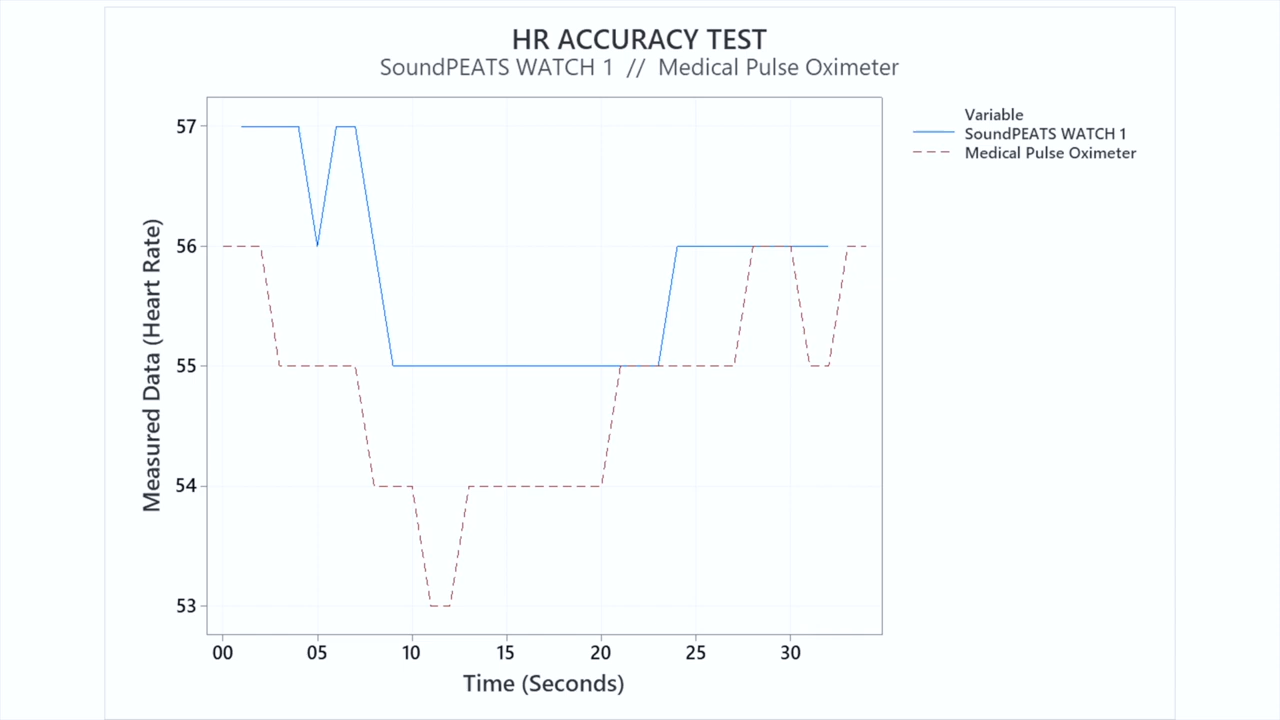 HR ACCURACY TEST
SoundPEATS WATCH 1 // Medical Pulse Oximeter
Variable
SoundPEATS WATCH 1
Medical Pulse Oximeter
Measured Data (Heart Rate)
57
56
55
54
53
00 05 10 15 20 25 30
Time (Seconds)